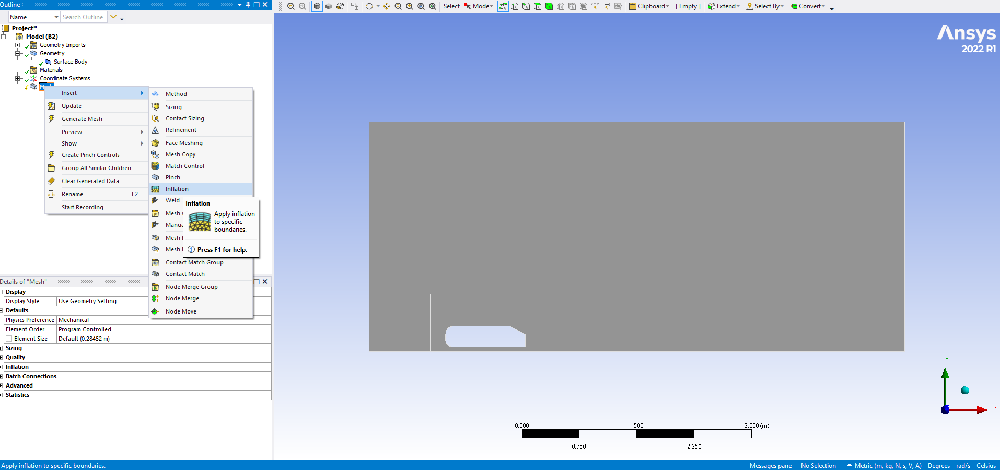 Outline
Name
Search Outline
Project*
Model (B2)
Geometry Imports
Geometry
Surface Body
Materials
Coordinate Systems
Insert
Update
Generate Mesh
Preview
Show
Create Pinch Controls
Group All Similar Children
Clear Generated Data
Rename F2
Start Recording
Method
Sizing
Contact Sizing
Refinement
Face Meshing
Mesh Copy
Match Control
Pinch
Inflation
Weld
Mesh
Mesh
Mesh
Contact Match Group
Contact Match
Node Merge Group
Node Merge
Node Move
Inflation
Apply inflation
to specific
boundaries.
Press F1 for help.
Details of "Mesh"
Display
Display Style Use Geometry Setting
Defaults
Physics Preference Mechanical
Element Order Program Controlled
Element Size Default (0.28452 m)
Sizing
Quality
Inflation
Batch Connections
Advanced
Statistics
Select Mode Clipboard [ Empty ] Extend Select By Convert
Ansys
2022 R1
Y
X
0.000 1.500 3.000 (m)
0.750 2.250
Apply inflation to specific boundaries.
Messages pane No Selection Metric (m, kg, N, s, V, A) Degrees rad/s Celsius